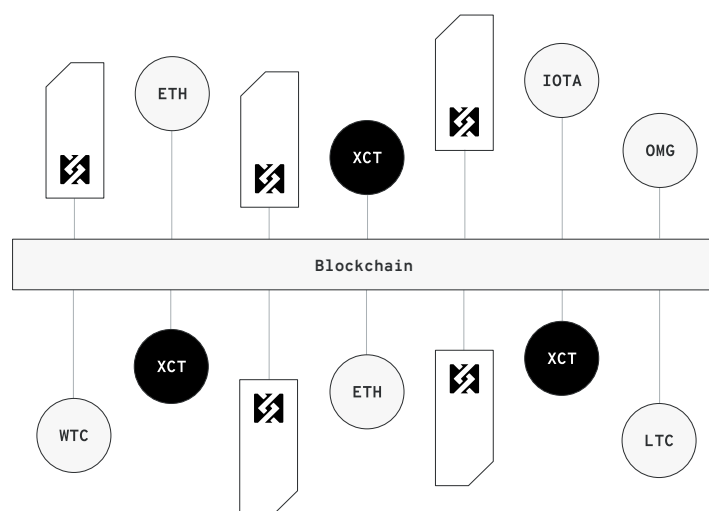 ETH
XCT
IOTA
OMG
Blockchain
WTC
XCT
ETH
XCT
LTC